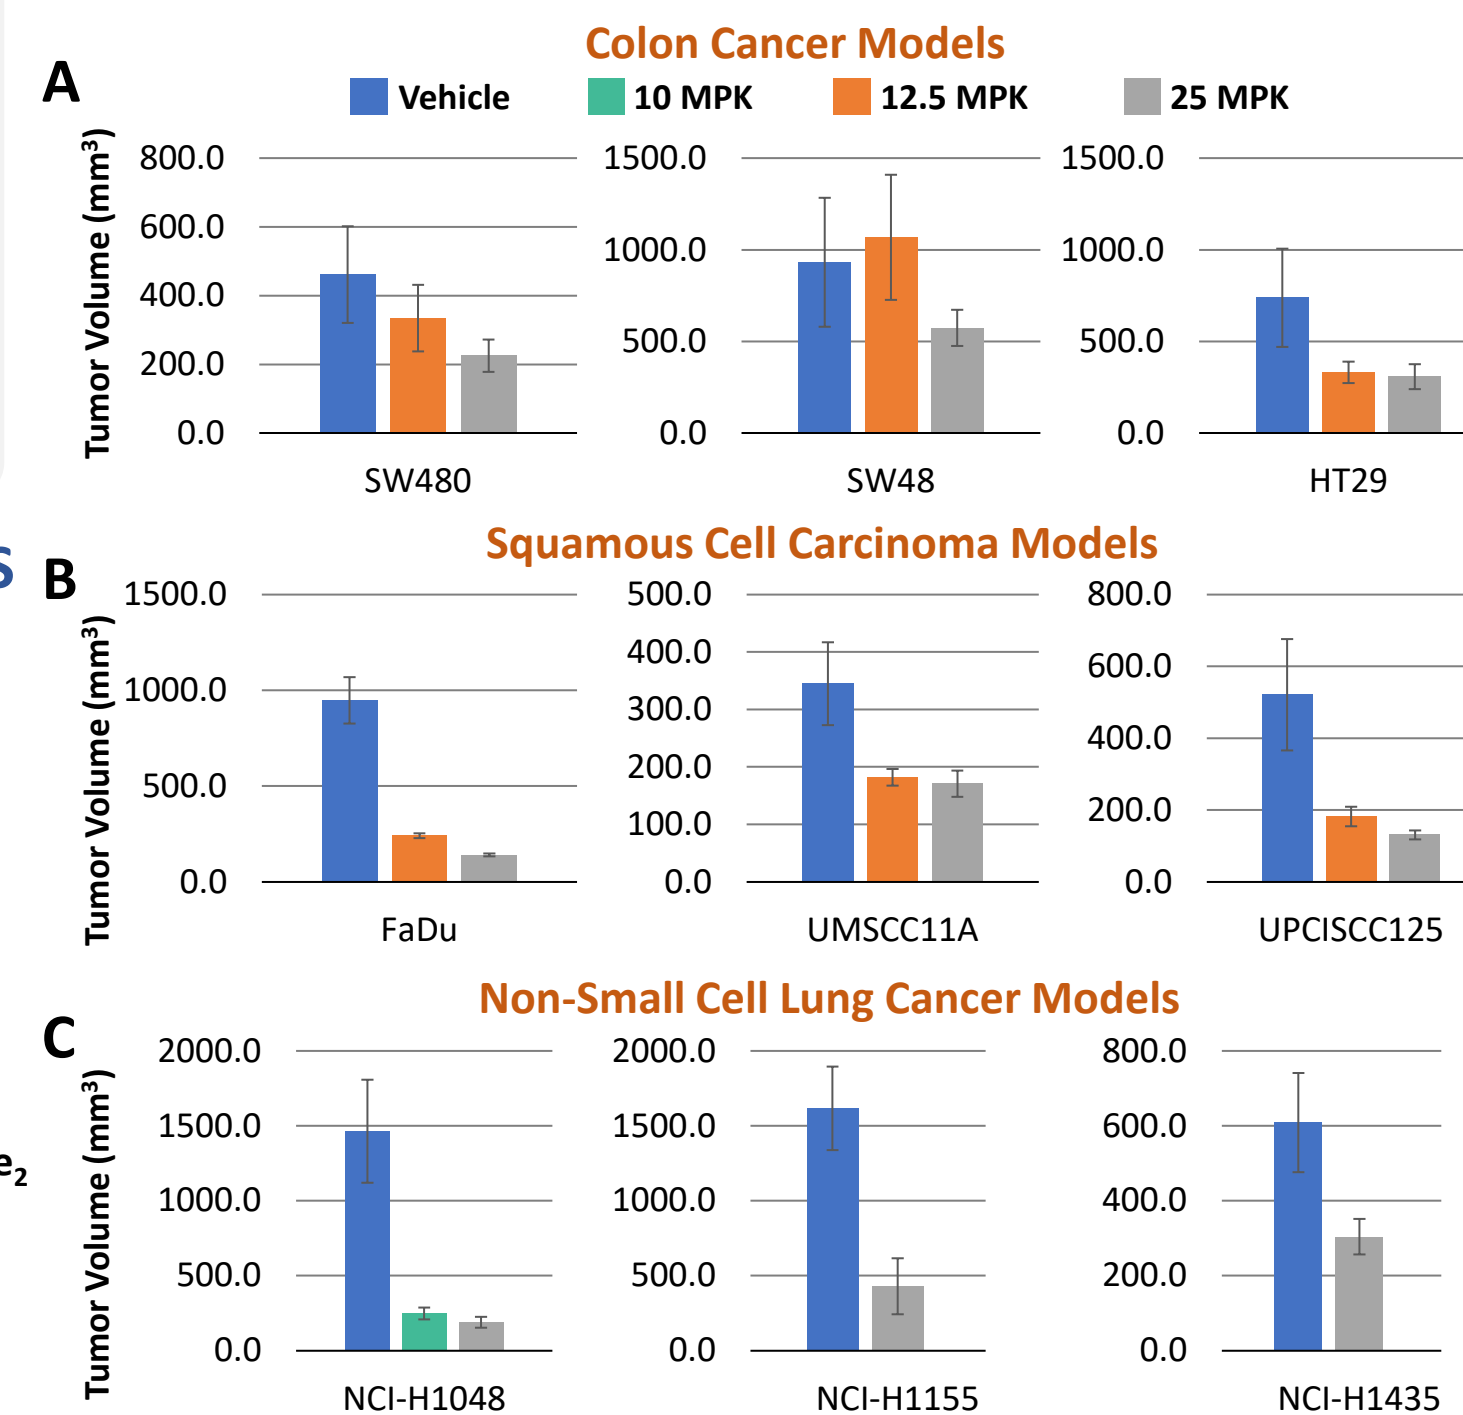 Colon Cancer Models
A
Vehicle 10 MPK 12.5 MPK 25 MPK
Tumor Volume (mm³)
800.0
600.0
400.0
200.0
0.0
SW480
1500.0
1000.0
500.0
0.0
SW48
1500.0
1000.0
500.0
0.0
HT29
S
Squamous Cell Carcinoma Models
B
Tumor Volume (mm³)
1500.0
1000.0
500.0
0.0
FaDu
500.0
400.0
300.0
200.0
100.0
0.0
UMSCC11A
800.0
600.0
400.0
200.0
0.0
UPCISCC125
Non-Small Cell Lung Cancer Models
C
e₂
Tumor Volume (mm³)
2000.0
1500.0
1000.0
500.0
0.0
NCI-H1048
2000.0
1500.0
1000.0
500.0
0.0
NCI-H1155
800.0
600.0
400.0
200.0
0.0
NCI-H1435